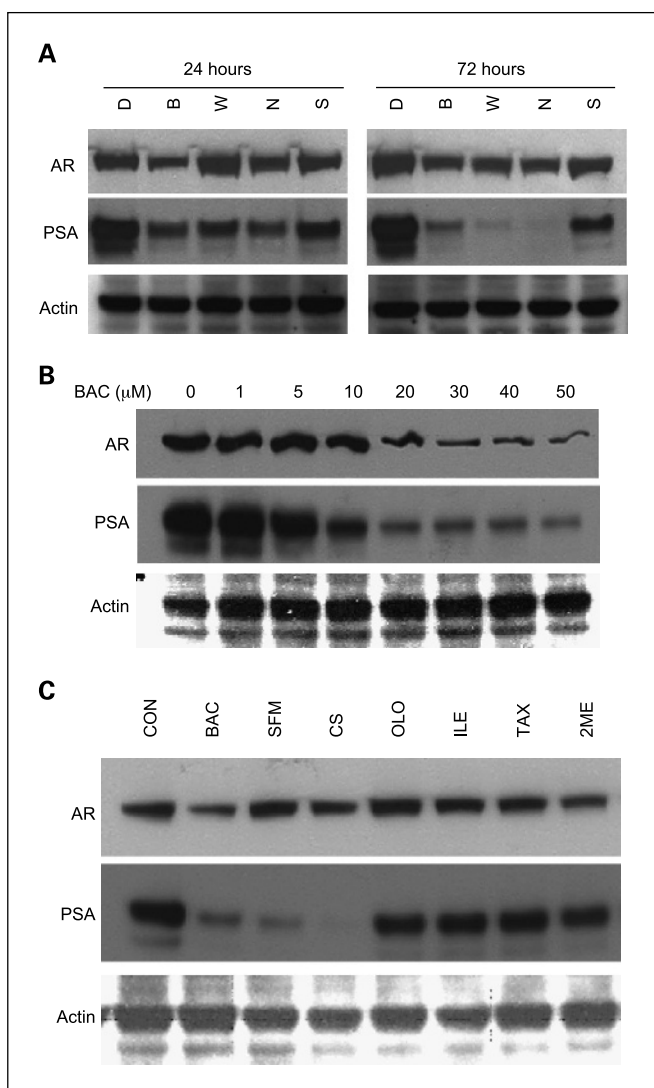 A
24 hours 72 hours
D B W N S D B W N S
AR
PSA
Actin
B
BAC (μM) 0 1 5 10 20 30 40 50
AR
PSA
Actin
C
CON BAC SFM CS OLO ILE TAX 2ME
AR
PSA
Actin